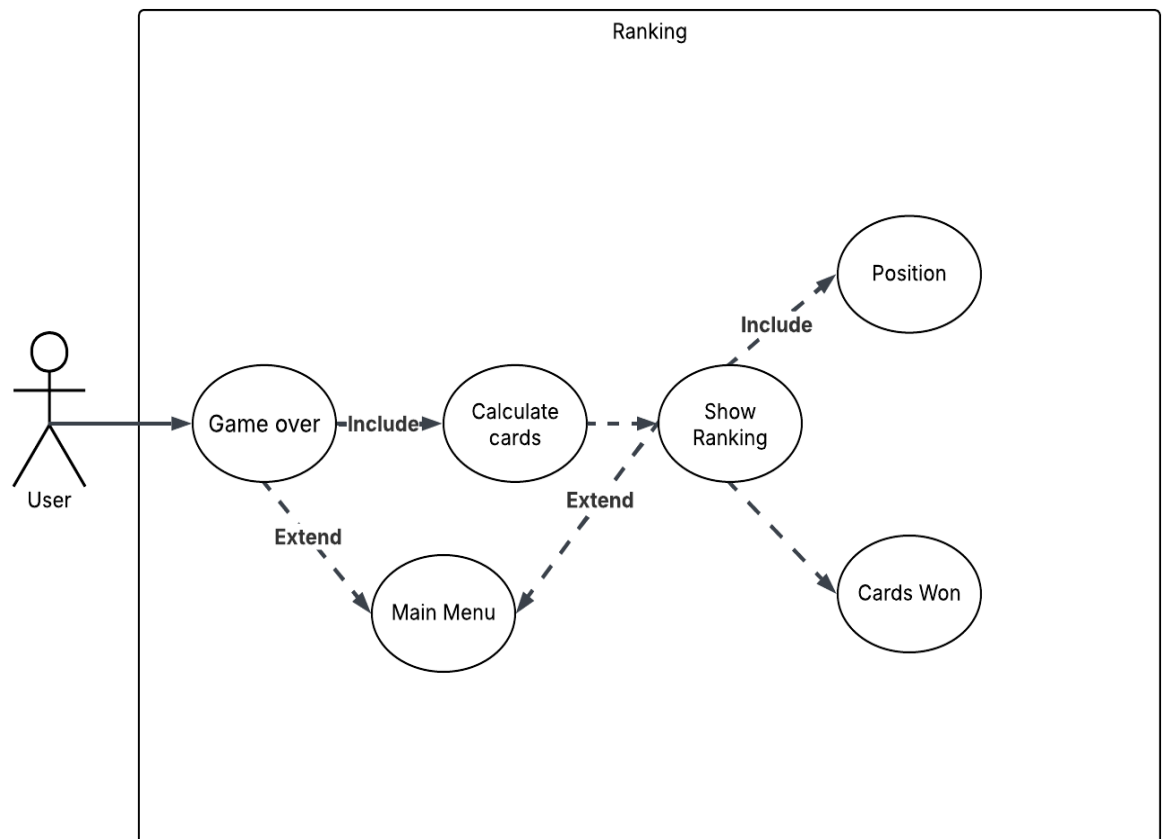 Ranking
Position
Include
Game over
Include
Calculate
cards
Show
Ranking
User
Extend
Extend
Main Menu
Cards Won